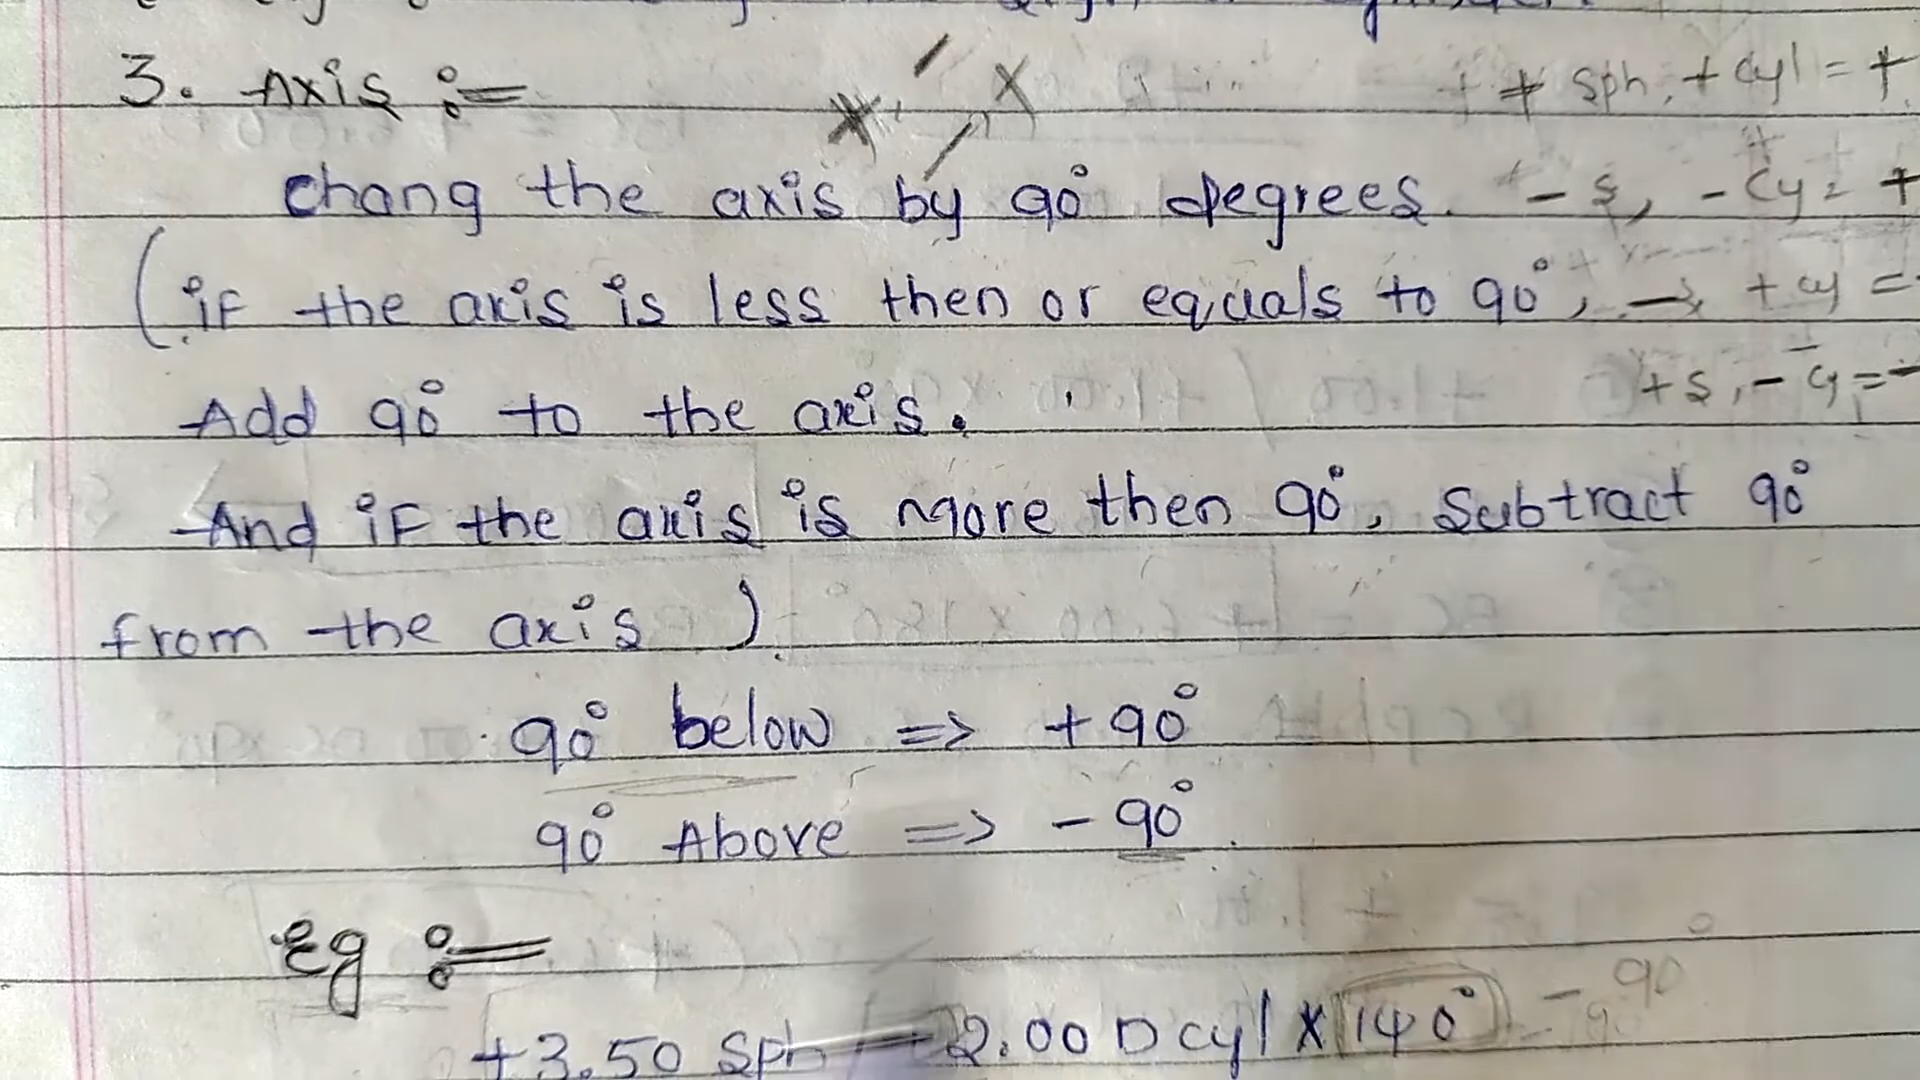 3. Axis :=
+ sph, + cyl = +
chang the axis by 90° degrees.
- s, - cy = +
(if the axis is less then or equals to 90°,
+ cy =
Add 90° to the axis.
+ s, - cy = -
And if the axis is more then 90°, Subtract 90°
from the axis)
90° below => + 90°
90° Above => - 90°
Eg :=
+3.50 sph / - 2.00 D cyl x 140° - 90